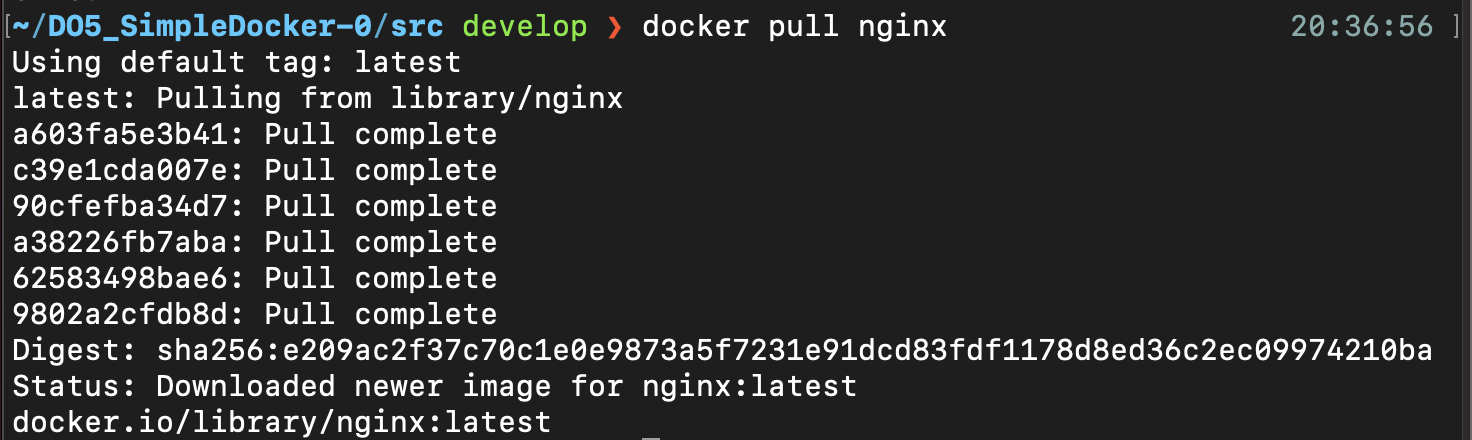 [~/DO5_SimpleDocker-0/src develop ❯ docker pull nginx 20:36:56 ]
Using default tag: latest
latest: Pulling from library/nginx
a603fa5e3b41: Pull complete
c39e1cda007e: Pull complete
90cfefba34d7: Pull complete
a38226fb7aba: Pull complete
62583498bae6: Pull complete
9802a2cfdb8d: Pull complete
Digest: sha256:e209ac2f37c70c1e0e9873a5f7231e91dcd83fdf1178d8ed36c2ec09974210ba
Status: Downloaded newer image for nginx:latest
docker.io/library/nginx:latest